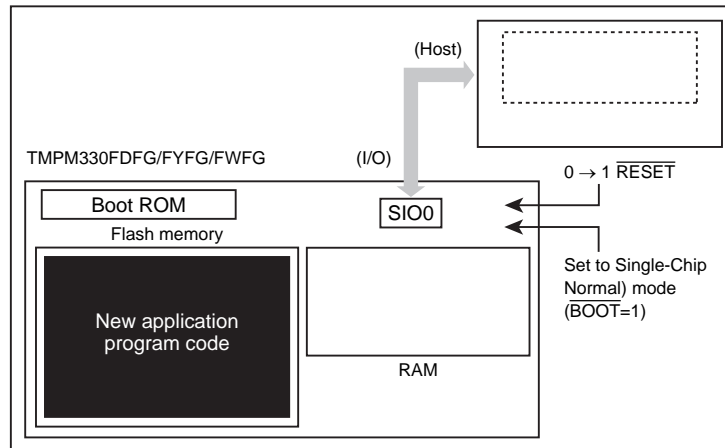 (Host)
TMPM330FDFG/FYFG/FWFG
(I/O)
0 → 1 RESET
Boot ROM
SIO0
Flash memory
Set to Single-Chip
Normal) mode
(BOOT=1)
New application
program code
RAM